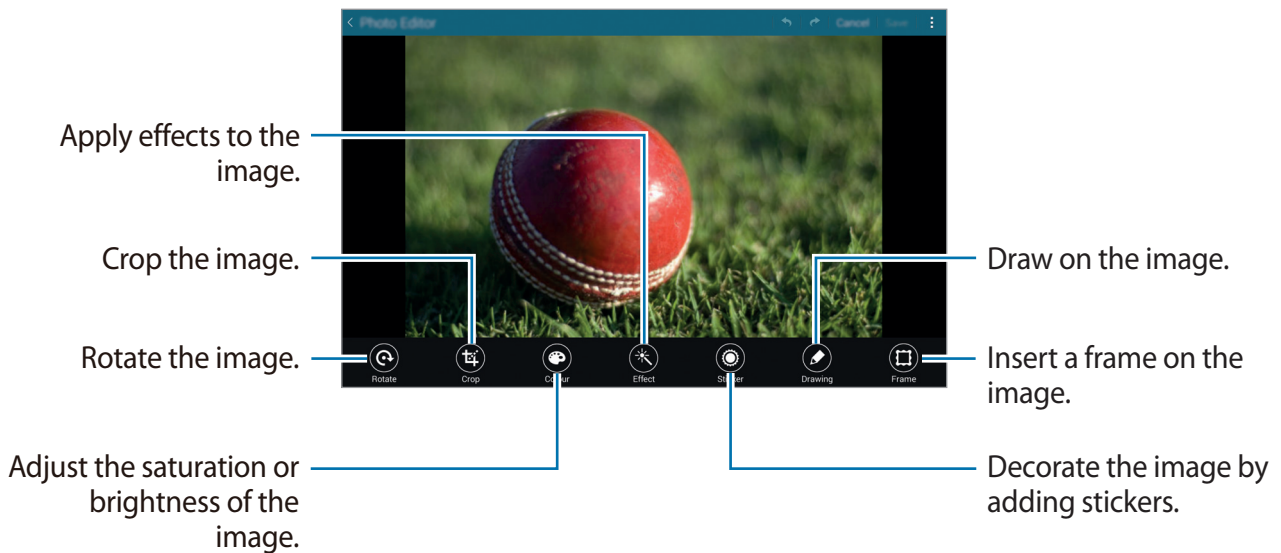 Photo Editor
Cancel
Save
Apply effects to the
image.
Crop the image.
Draw on the image.
Rotate the image.
Insert a frame on the
image.
Rotate
Crop
Colour
Effect
Sticker
Drawing
Frame
Adjust the saturation or
brightness of the
image.
Decorate the image by
adding stickers.